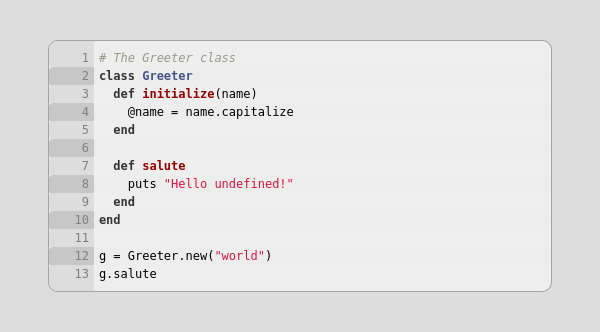 1 # The Greeter class
2 class Greeter
3   def initialize(name)
4     @name = name.capitalize
5   end
6
7   def salute
8     puts "Hello undefined!"
9   end
10 end
11
12 g = Greeter.new("world")
13 g.salute